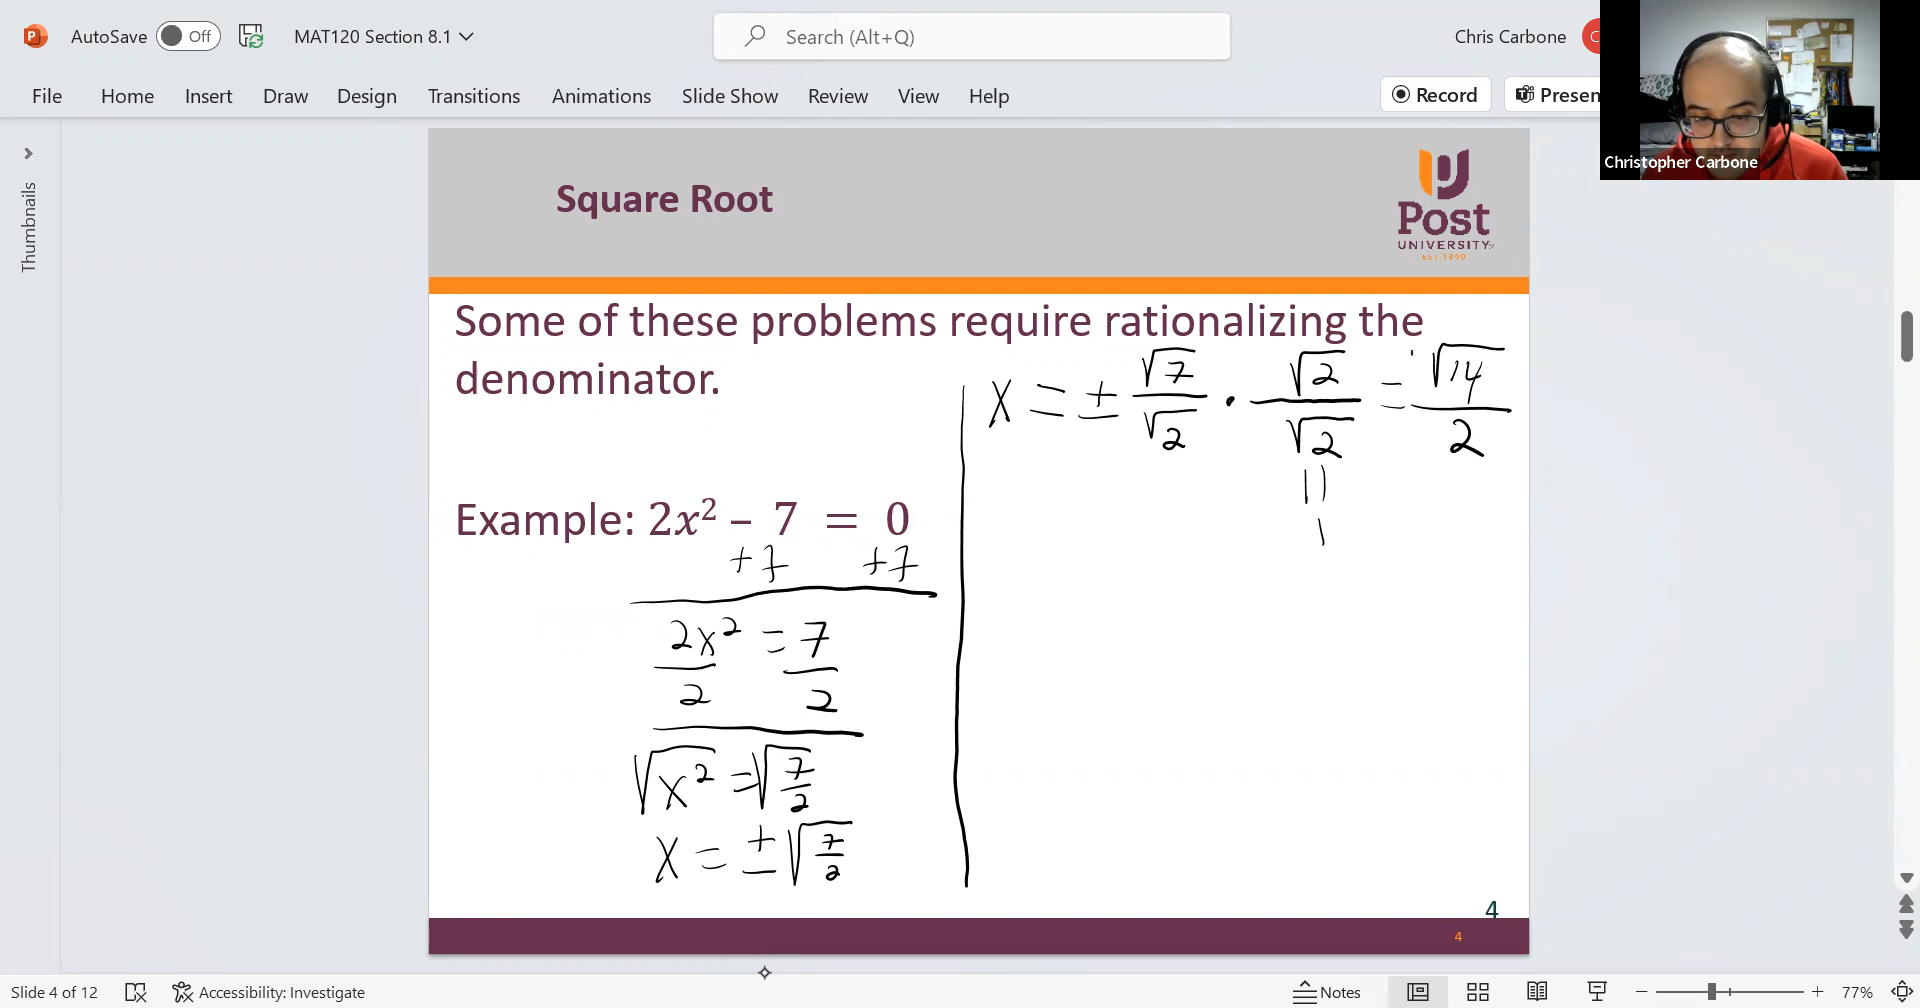 AutoSave Off MAT120 Section 8.1 Search (Alt+Q) Chris Carbone C
File Home Insert Draw Design Transitions Animations Slide Show Review View Help Record Presen
Christopher Carbone
Thumbnails
Square Root
Post
UNIVERSITY
EST.1890
Some of these problems require rationalizing the
denominator.
x = ± √7/√2 · √2/√2 = √14/2
||
1
Example: 2x² – 7 = 0
+7 +7
2x² = 7
2 2
√x² = √7/2
x = ± √7/2
4
4
Slide 4 of 12 Accessibility: Investigate Notes 77%